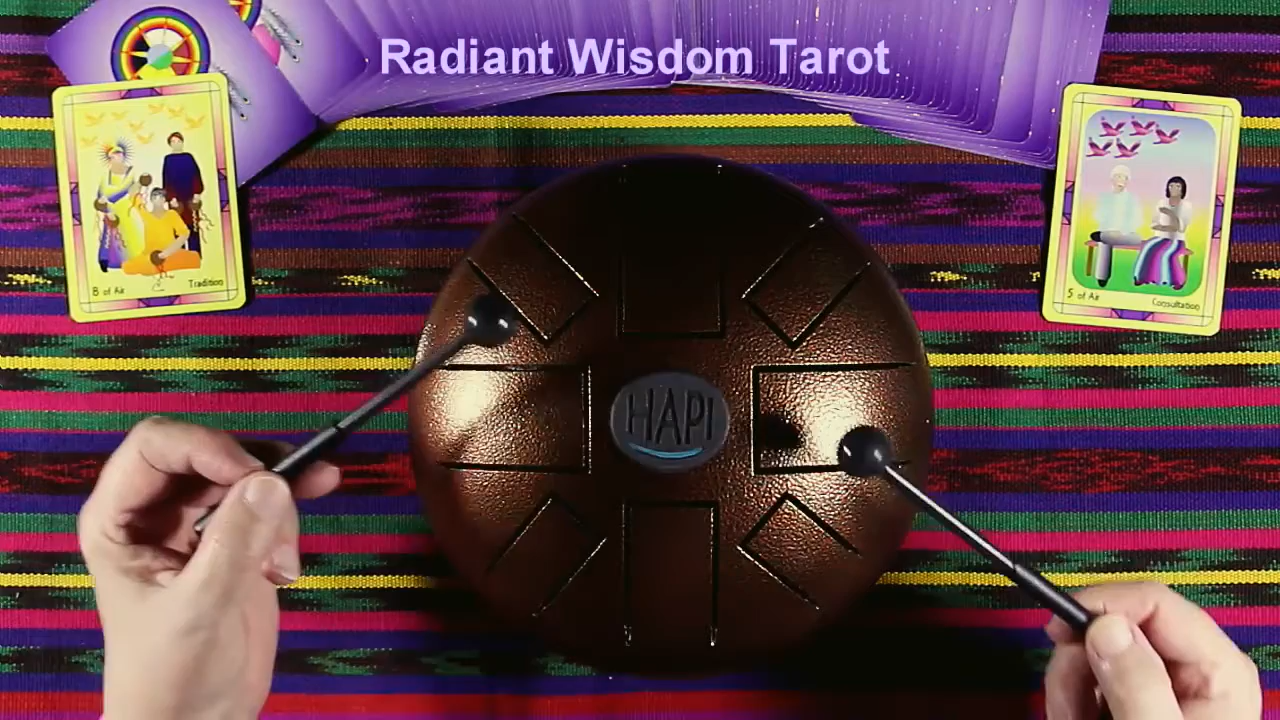 Radiant Wisdom Tarot
8 of Air
Tradition
5 of Air
Consultation
HAPI